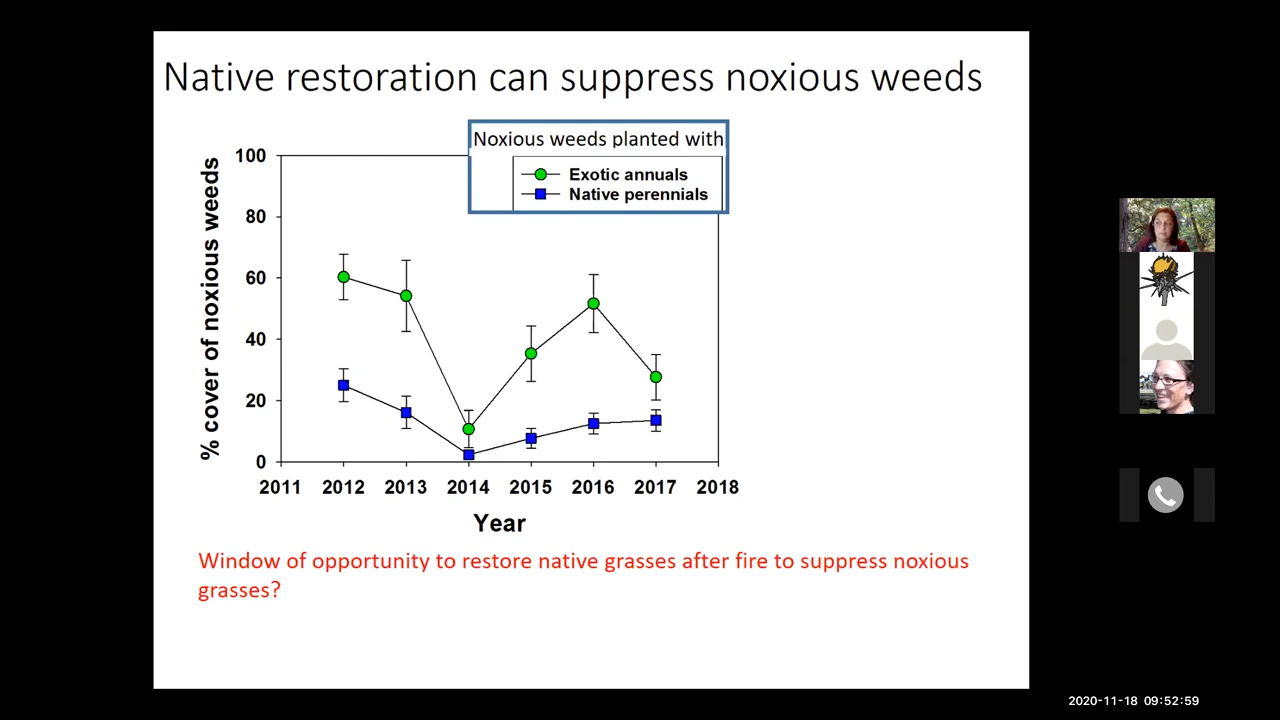 Native restoration can suppress noxious weeds
Noxious weeds planted with
Exotic annuals
Native perennials
% cover of noxious weeds
100
80
60
40
20
0
2011 2012 2013 2014 2015 2016 2017 2018
Year
Window of opportunity to restore native grasses after fire to suppress noxious
grasses?
2020-11-18 09:52:59